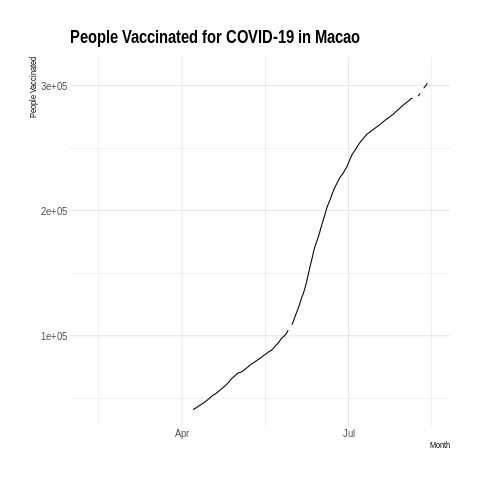 People Vaccinated for COVID-19 in Macao
People Vaccinated
3e+05
2e+05
1e+05
Apr
Jul
Month